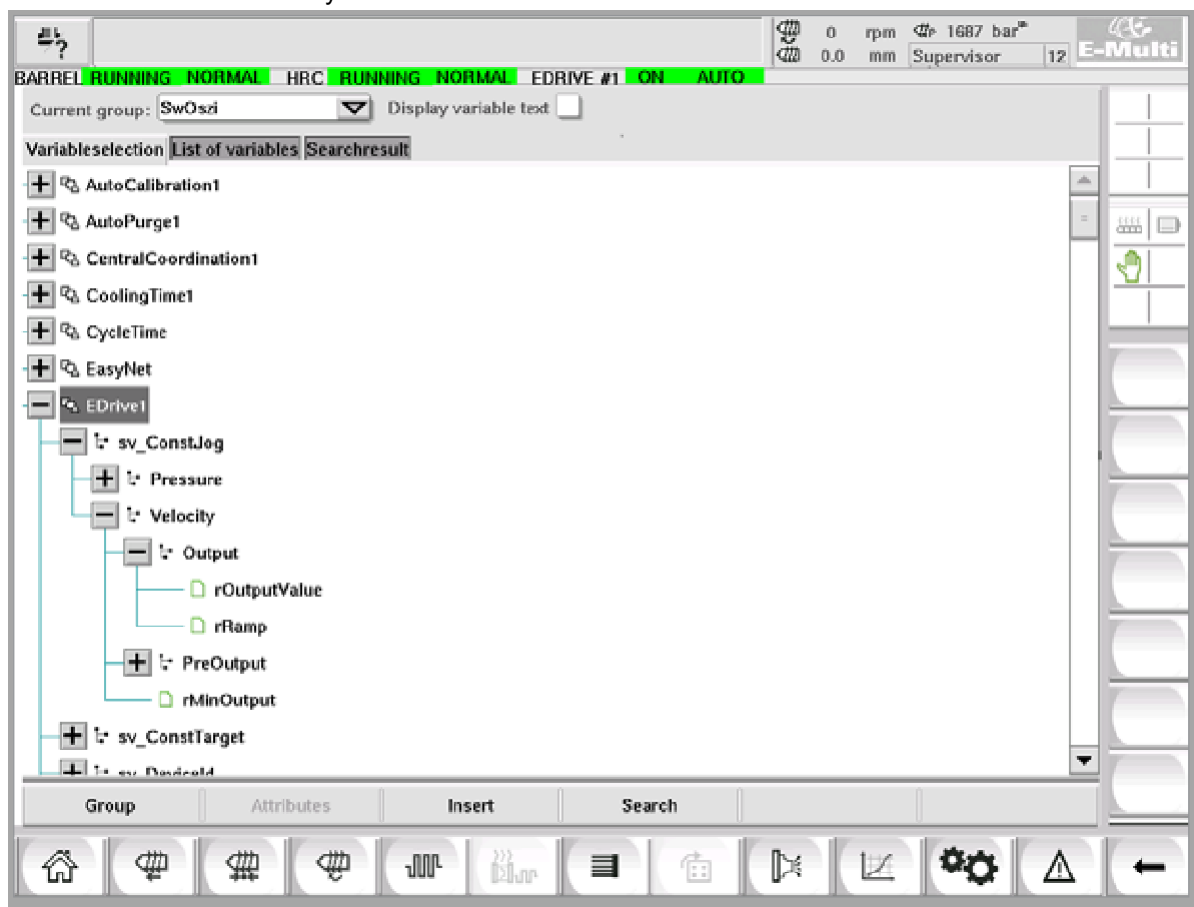 ? 0 rpm P 1687 bar E-Multi
0.0 mm Supervisor 12
BARREL RUNNING NORMAL HRC RUNNING NORMAL EDRIVE #1 ON AUTO
Current group: SwOszi Display variable text
Variableselection List of variables Searchresult
AutoCalibration1
AutoPurge1
CentralCoordination1
CoolingTime1
CycleTime
EasyNet
EDrive1
sv_ConstJog
Pressure
Velocity
Output
rOutputValue
rRamp
PreOutput
rMinOutput
sv_ConstTarget
sv_DeviceId
Group Attributes Insert Search